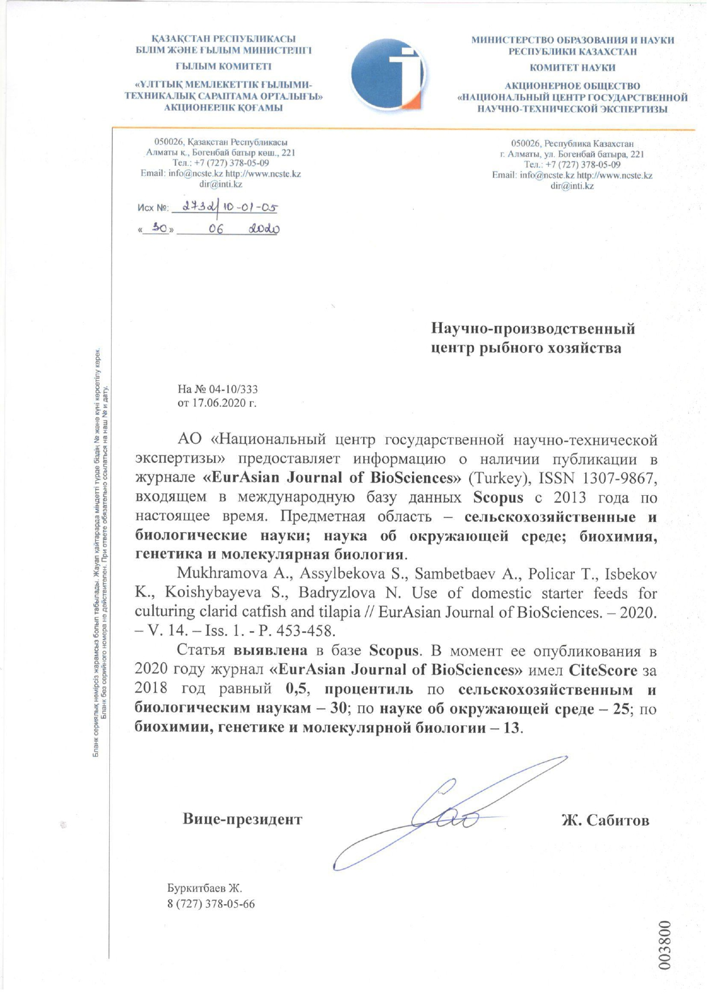 ҚАЗАҚСТАН РЕСПУБЛИКАСЫ
БІЛІМ ЖӘНЕ ҒЫЛЫМ МИНИСТРЛІГІ
ҒЫЛЫМ КОМИТЕТІ
«ҰЛТТЫҚ МЕМЛЕКЕТТІК ҒЫЛЫМИ-
ТЕХНИКАЛЫҚ САРАПТАМА ОРТАЛЫҒЫ»
АКЦИОНЕРЛІК ҚОҒАМЫ
МИНИСТЕРСТВО ОБРАЗОВАНИЯ И НАУКИ
РЕСПУБЛИКИ КАЗАХСТАН
КОМИТЕТ НАУКИ
АКЦИОНЕРНОЕ ОБЩЕСТВО
«НАЦИОНАЛЬНЫЙ ЦЕНТР ГОСУДАРСТВЕННОЙ
НАУЧНО-ТЕХНИЧЕСКОЙ ЭКСПЕРТИЗЫ
050026, Қазақстан Республикасы
Алматы қ., Бөгенбай батыр көш., 221
Тел.: +7 (727) 378-05-09
Email: info@ncste.kz http://www.ncste.kz
dir@inti.kz
050026, Республика Казахстан
г. Алматы, ул. Богенбай батыра, 221
Тел.: +7 (727) 378-05-09
Email: info@ncste.kz http://www.ncste.kz
dir@inti.kz
Исх №: 2732/10-01-05
«30» 06 2020
Научно-производственный
центр рыбного хозяйства
На № 04-10/333
от 17.06.2020 г.
АО «Национальный центр государственной научно-технической
экспертизы» предоставляет информацию о наличии публикации в
журнале «EurAsian Journal of BioSciences» (Turkey), ISSN 1307-9867,
входящем в международную базу данных Scopus с 2013 года по
настоящее время. Предметная область – сельскохозяйственные и
биологические науки; наука об окружающей среде; биохимия,
генетика и молекулярная биология.
Mukhramova A., Assylbekova S., Sambetbaev A., Policar T., Isbekov
K., Koishybayeva S., Badryzlova N. Use of domestic starter feeds for
culturing clarid catfish and tilapia // EurAsian Journal of BioSciences. – 2020.
– V. 14. – Iss. 1. - P. 453-458.
Статья выявлена в базе Scopus. В момент ее опубликования в
2020 году журнал «EurAsian Journal of BioSciences» имел CiteScore за
2018 год равный 0,5, процентиль по сельскохозяйственным и
биологическим наукам – 30; по науке об окружающей среде – 25; по
биохимии, генетике и молекулярной биологии – 13.
Вице-президент
Ж. Сабитов
Буркитбаев Ж.
8 (727) 378-05-66
Бланк сериялық нөмірсіз жарамсыз болып табылады. Жауап қайтарарда міндетті түрде біздің № және күні көрсетілу керек.
Бланк без серийного номера не действителен. При ответе обязательно ссылаться на наш № и дату.
003800